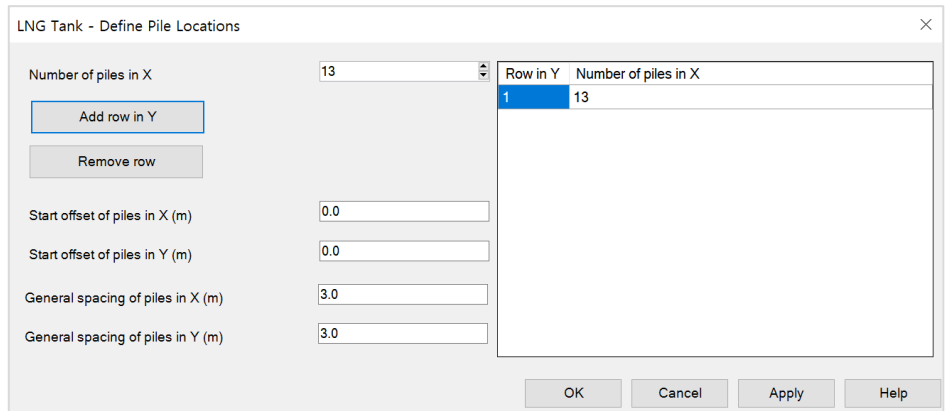 LNG Tank - Define Pile Locations
Number of piles in X 13
Add row in Y
Remove row
Start offset of piles in X (m) 0.0
Start offset of piles in Y (m) 0.0
General spacing of piles in X (m) 3.0
General spacing of piles in Y (m) 3.0
Row in Y Number of piles in X
1 13
OK Cancel Apply Help